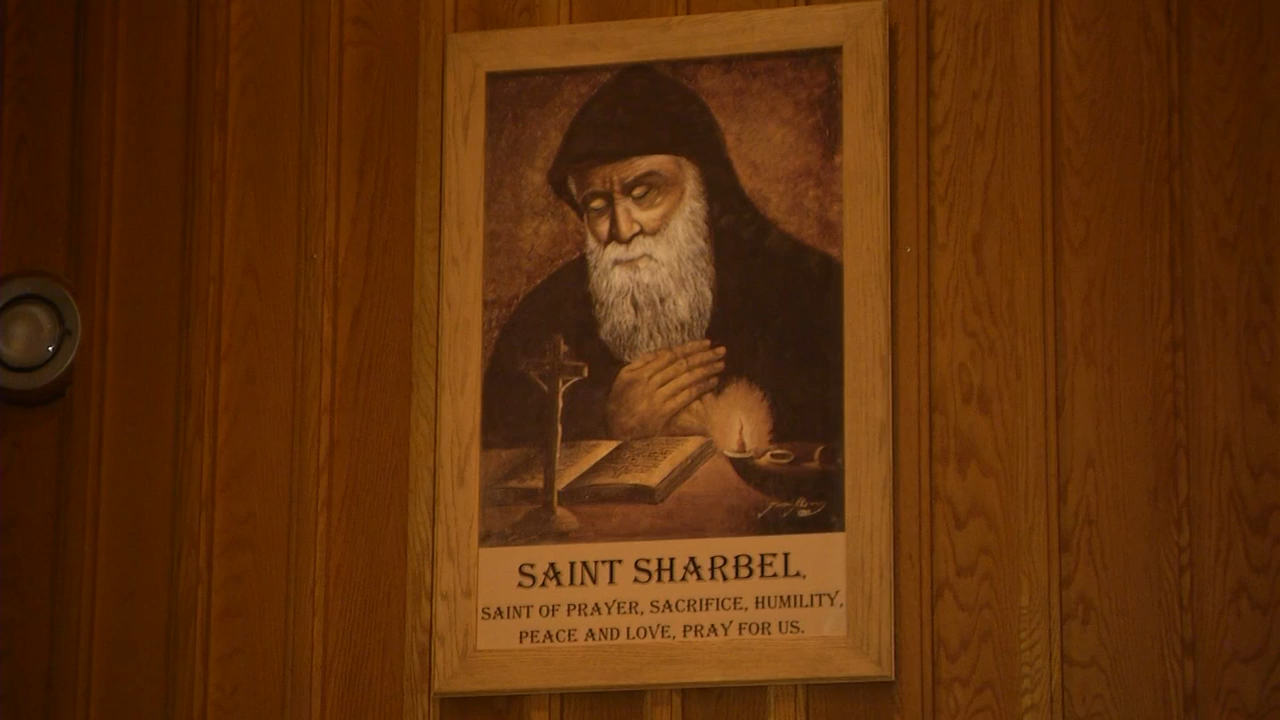 SAINT SHARBEL,
SAINT OF PRAYER, SACRIFICE, HUMILITY,
PEACE AND LOVE, PRAY FOR US.